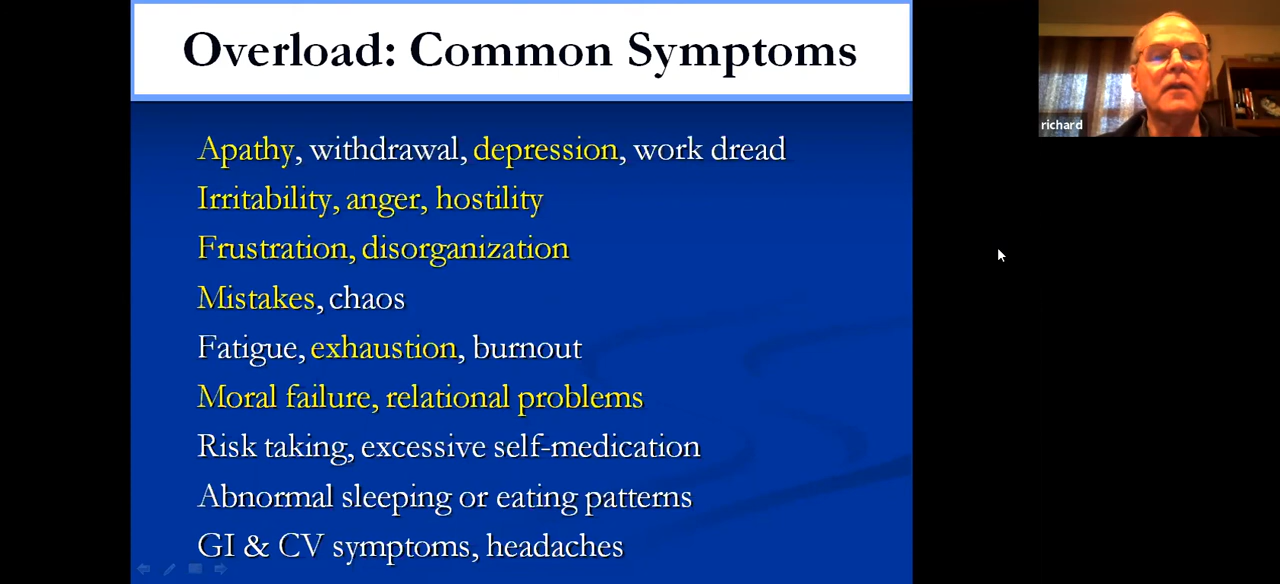 Overload: Common Symptoms
Apathy, withdrawal, depression, work dread
Irritability, anger, hostility
Frustration, disorganization
Mistakes, chaos
Fatigue, exhaustion, burnout
Moral failure, relational problems
Risk taking, excessive self-medication
Abnormal sleeping or eating patterns
GI & CV symptoms, headaches
richard